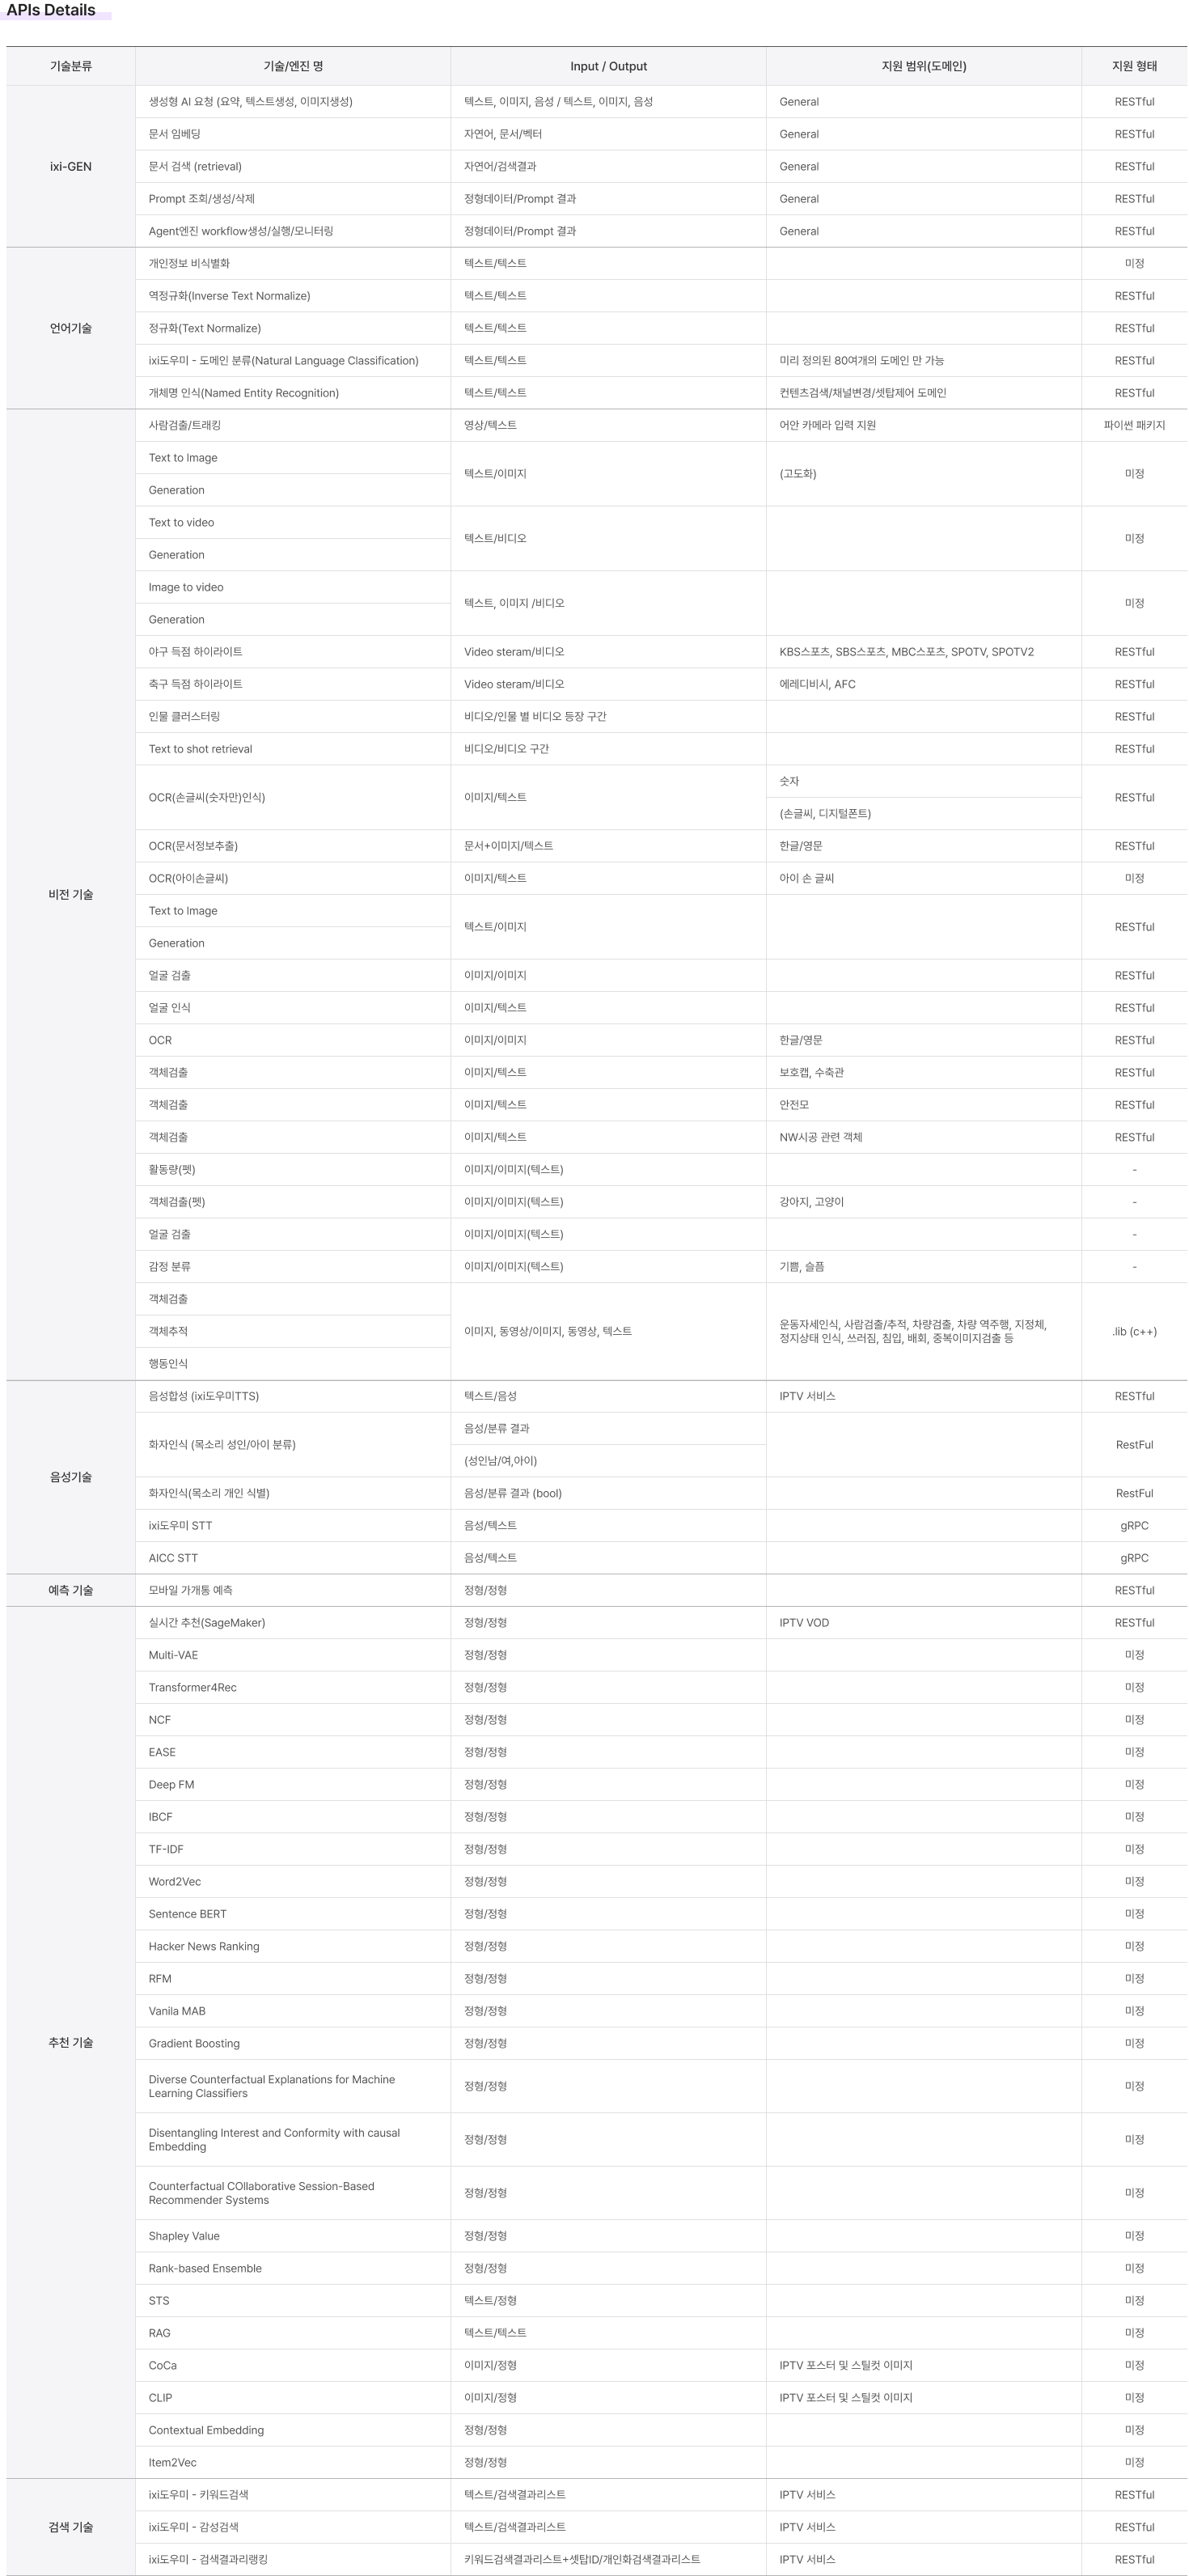 APIs Details
기술분류 기술/엔진 명 Input / Output 지원 범위(도메인) 지원 형태
ixi-GEN
생성형 AI 요청 (요약, 텍스트생성, 이미지생성) 텍스트, 이미지, 음성 / 텍스트, 이미지, 음성 General RESTful
문서 임베딩 자연어, 문서/벡터 General RESTful
문서 검색 (retrieval) 자연어/검색결과 General RESTful
Prompt 조회/생성/삭제 정형데이터/Prompt 결과 General RESTful
Agent엔진 workflow생성/실행/모니터링 정형데이터/Prompt 결과 General RESTful
언어기술
개인정보 비식별화 텍스트/텍스트 미정
역정규화(Inverse Text Normalize) 텍스트/텍스트 RESTful
정규화(Text Normalize) 텍스트/텍스트 RESTful
ixi도우미 - 도메인 분류(Natural Language Classification) 텍스트/텍스트 미리 정의된 80여개의 도메인 만 가능 RESTful
개체명 인식(Named Entity Recognition) 텍스트/텍스트 컨텐츠검색/채널변경/셋탑제어 도메인 RESTful
비전 기술
사람검출/트래킹 영상/텍스트 어안 카메라 입력 지원 파이썬 패키지
Text to Image
Generation
텍스트/이미지 (고도화) 미정
Text to video
Generation
텍스트/비디오 미정
Image to video
Generation
텍스트, 이미지 /비디오 미정
야구 득점 하이라이트 Video steram/비디오 KBS스포츠, SBS스포츠, MBC스포츠, SPOTV, SPOTV2 RESTful
축구 득점 하이라이트 Video steram/비디오 에레디비시, AFC RESTful
인물 클러스터링 비디오/인물 별 비디오 등장 구간 RESTful
Text to shot retrieval 비디오/비디오 구간 RESTful
OCR(손글씨(숫자만)인식) 이미지/텍스트 숫자
(손글씨, 디지털폰트)
RESTful
OCR(문서정보추출) 문서+이미지/텍스트 한글/영문 RESTful
OCR(아이손글씨) 이미지/텍스트 아이 손 글씨 미정
Text to Image
Generation
텍스트/이미지 RESTful
얼굴 검출 이미지/이미지 RESTful
얼굴 인식 이미지/텍스트 RESTful
OCR 이미지/이미지 한글/영문 RESTful
객체검출 이미지/텍스트 보호캡, 수축관 RESTful
객체검출 이미지/텍스트 안전모 RESTful
객체검출 이미지/텍스트 NW시공 관련 객체 RESTful
활동량(펫) 이미지/이미지(텍스트) -
객체검출(펫) 이미지/이미지(텍스트) 강아지, 고양이 -
얼굴 검출 이미지/이미지(텍스트) -
감정 분류 이미지/이미지(텍스트) 기쁨, 슬픔 -
객체검출
객체추적
행동인식
이미지, 동영상/이미지, 동영상, 텍스트
운동자세인식, 사람검출/추적, 차량검출, 차량 역주행, 지정체,
정지상태 인식, 쓰러짐, 침입, 배회, 중복이미지검출 등
.lib (c++)
음성기술
음성합성 (ixi도우미TTS) 텍스트/음성 IPTV 서비스 RESTful
화자인식 (목소리 성인/아이 분류) 음성/분류 결과
(성인남/여,아이)
RestFul
화자인식(목소리 개인 식별) 음성/분류 결과 (bool) RestFul
ixi도우미 STT 음성/텍스트 gRPC
AICC STT 음성/텍스트 gRPC
예측 기술 모바일 가개통 예측 정형/정형 RESTful
추천 기술
실시간 추천(SageMaker) 정형/정형 IPTV VOD RESTful
Multi-VAE 정형/정형 미정
Transformer4Rec 정형/정형 미정
NCF 정형/정형 미정
EASE 정형/정형 미정
Deep FM 정형/정형 미정
IBCF 정형/정형 미정
TF-IDF 정형/정형 미정
Word2Vec 정형/정형 미정
Sentence BERT 정형/정형 미정
Hacker News Ranking 정형/정형 미정
RFM 정형/정형 미정
Vanila MAB 정형/정형 미정
Gradient Boosting 정형/정형 미정
Diverse Counterfactual Explanations for Machine
Learning Classifiers
정형/정형 미정
Disentangling Interest and Conformity with causal
Embedding
정형/정형 미정
Counterfactual COllaborative Session-Based
Recommender Systems
정형/정형 미정
Shapley Value 정형/정형 미정
Rank-based Ensemble 정형/정형 미정
STS 텍스트/정형 미정
RAG 텍스트/텍스트 미정
CoCa 이미지/정형 IPTV 포스터 및 스틸컷 이미지 미정
CLIP 이미지/정형 IPTV 포스터 및 스틸컷 이미지 미정
Contextual Embedding 정형/정형 미정
Item2Vec 정형/정형 미정
검색 기술
ixi도우미 - 키워드검색 텍스트/검색결과리스트 IPTV 서비스 RESTful
ixi도우미 - 감성검색 텍스트/검색결과리스트 IPTV 서비스 RESTful
ixi도우미 - 검색결과리랭킹 키워드검색결과리스트+셋탑ID/개인화검색결과리스트 IPTV 서비스 RESTful